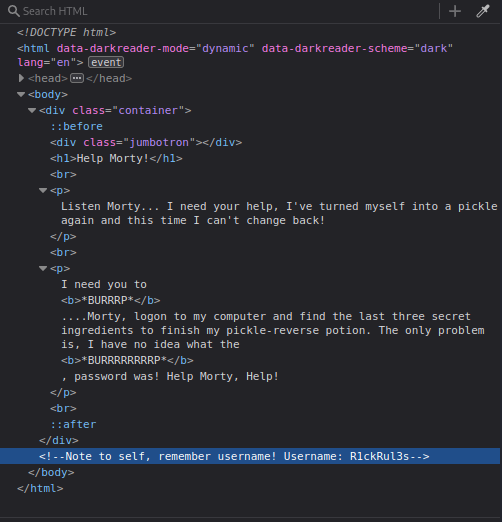 Search HTML
<!DOCTYPE html>
<html data-darkreader-mode="dynamic" data-darkreader-scheme="dark"
lang="en"> event
<head> ... </head>
<body>
<div class="container">
::before
<div class="jumbotron"></div>
<h1>Help Morty!</h1>
<br>
<p>
Listen Morty... I need your help, I've turned myself into a pickle
again and this time I can't change back!
</p>
<br>
<p>
I need you to
<b>*BURRRP*</b>
....Morty, logon to my computer and find the last three secret
ingredients to finish my pickle-reverse potion. The only problem
is, I have no idea what the
<b>*BURRRRRRRRP*</b>
, password was! Help Morty, Help!
</p>
<br>
::after
</div>
<!--Note to self, remember username! Username: R1ckRul3s-->
</body>
</html>